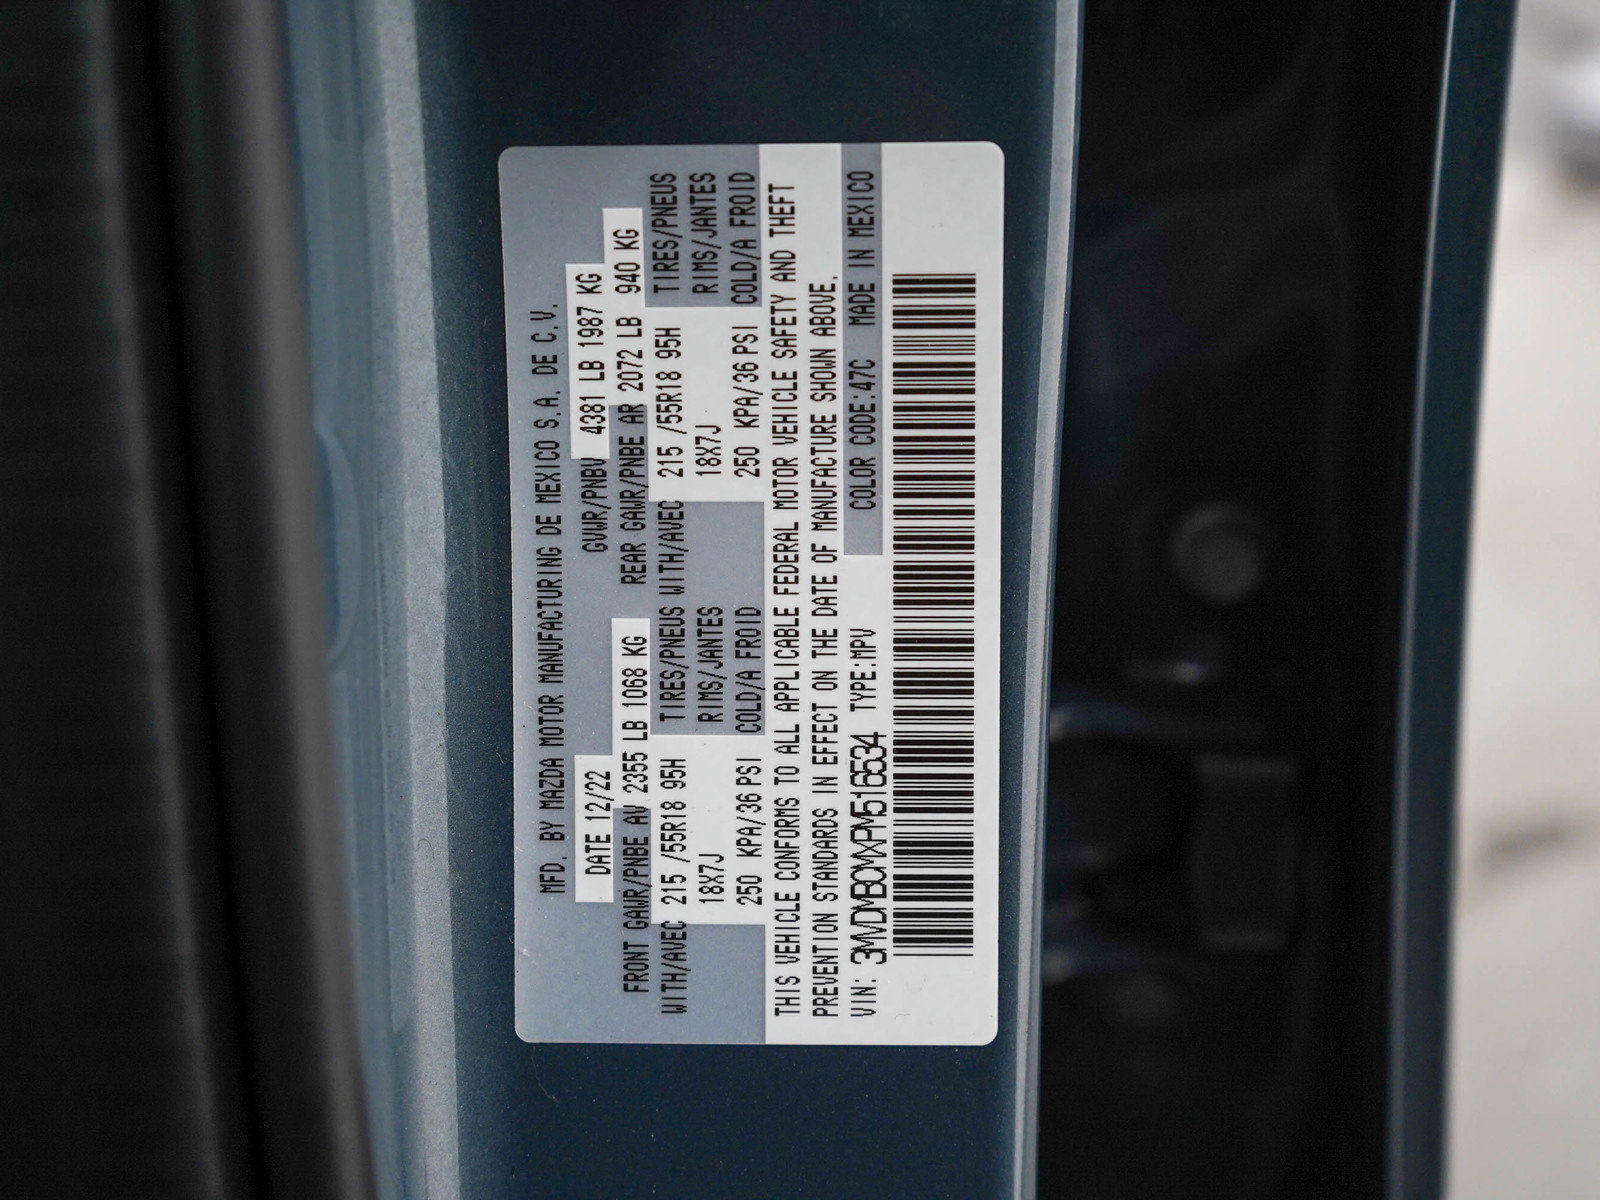 MFD. BY MAZDA MOTOR MANUFACTURING DE MEXICO S.A. DE C.V.
DATE 12/22 GVWR/PNBV 4381 LB 1987 KG
FRONT GAWR/PNBE AV 2355 LB 1068 KG REAR GAWR/PNBE AR 2072 LB 940 KG
WITH/AVEC 215 /55R18 95H TIRES/PNEUS WITH/AVEC 215 /55R18 95H TIRES/PNEUS
18X7J RIMS/JANTES 18X7J RIMS/JANTES
250 KPA/36 PSI COLD/A FROID 250 KPA/36 PSI COLD/A FROID
THIS VEHICLE CONFORMS TO ALL APPLICABLE FEDERAL MOTOR VEHICLE SAFETY AND THEFT
PREVENTION STANDARDS IN EFFECT ON THE DATE OF MANUFACTURE SHOWN ABOVE.
VIN: 3MVDMBCMXPM516534 TYPE:MPV COLOR CODE:47C MADE IN MEXICO